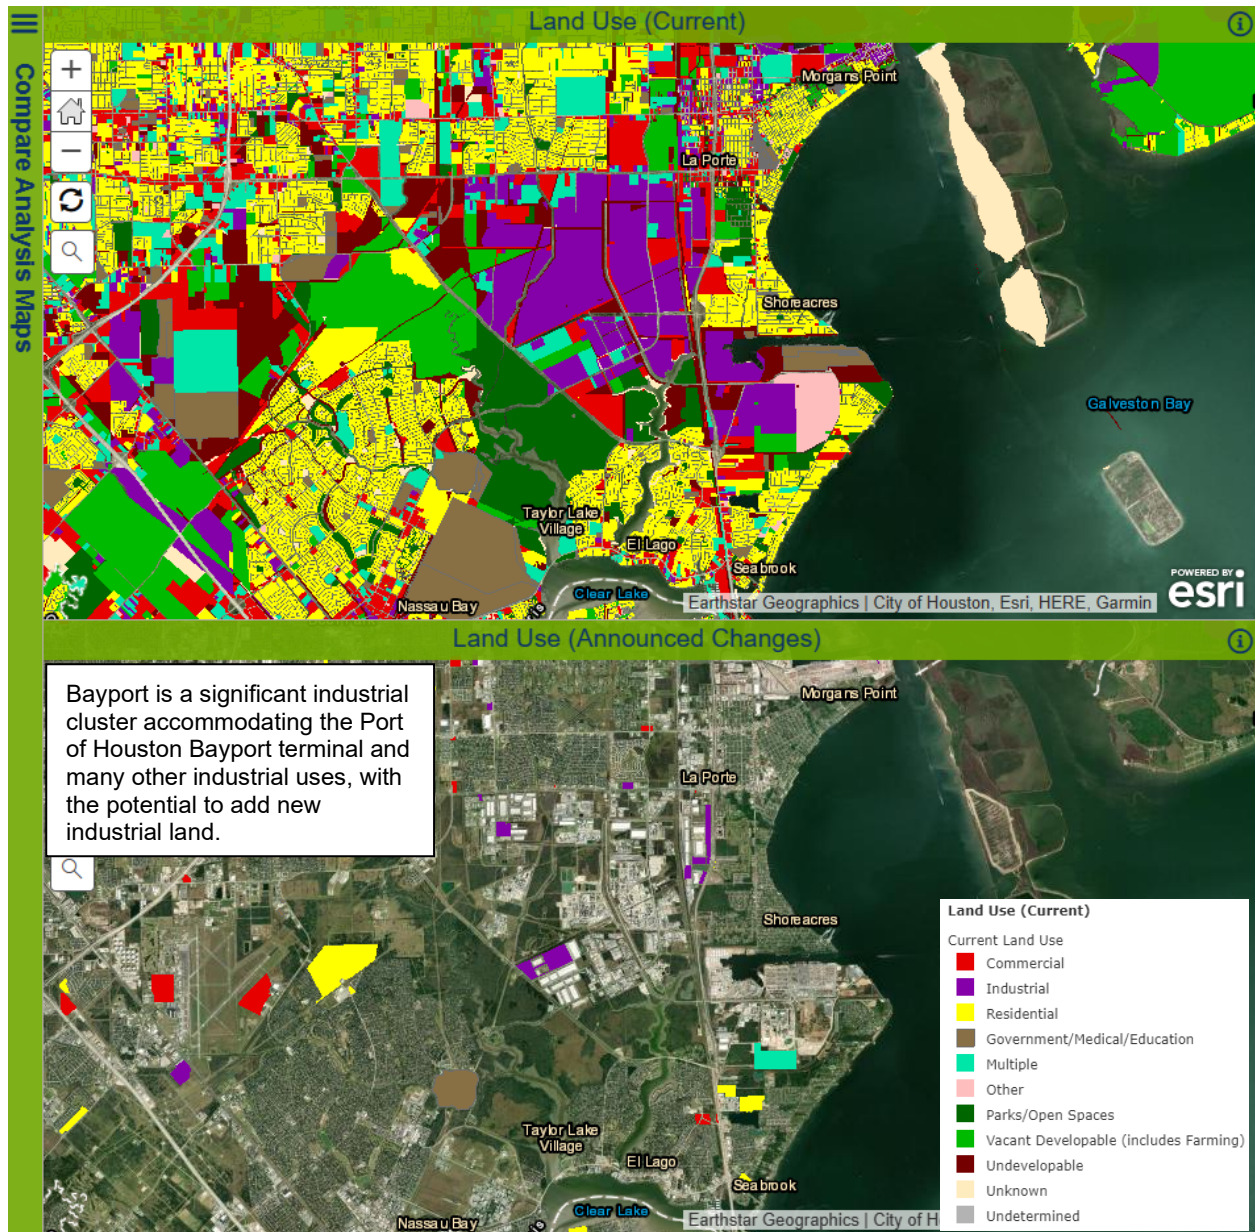 Land Use (Current)
Compare Analysis Maps
Morgans Point
La Porte
Shoreacres
Galveston Bay
Taylor Lake
Village
El Lago
Seabrook
Nassau Bay
Clear Lake
Earthstar Geographics | City of Houston, Esri, HERE, Garmin
POWERED BY
esri
Land Use (Announced Changes)
Bayport is a significant industrial
cluster accommodating the Port
of Houston Bayport terminal and
many other industrial uses, with
the potential to add new
industrial land.
Morgans Point
La Porte
Shoreacres
Land Use (Current)
Current Land Use
Commercial
Industrial
Residential
Government/Medical/Education
Multiple
Other
Parks/Open Spaces
Vacant Developable (includes Farming)
Undevelopable
Unknown
Undetermined
Taylor Lake
Village
El Lago
Seabrook
Nassau Bay
Clear Lake
Earthstar Geographics | City of H